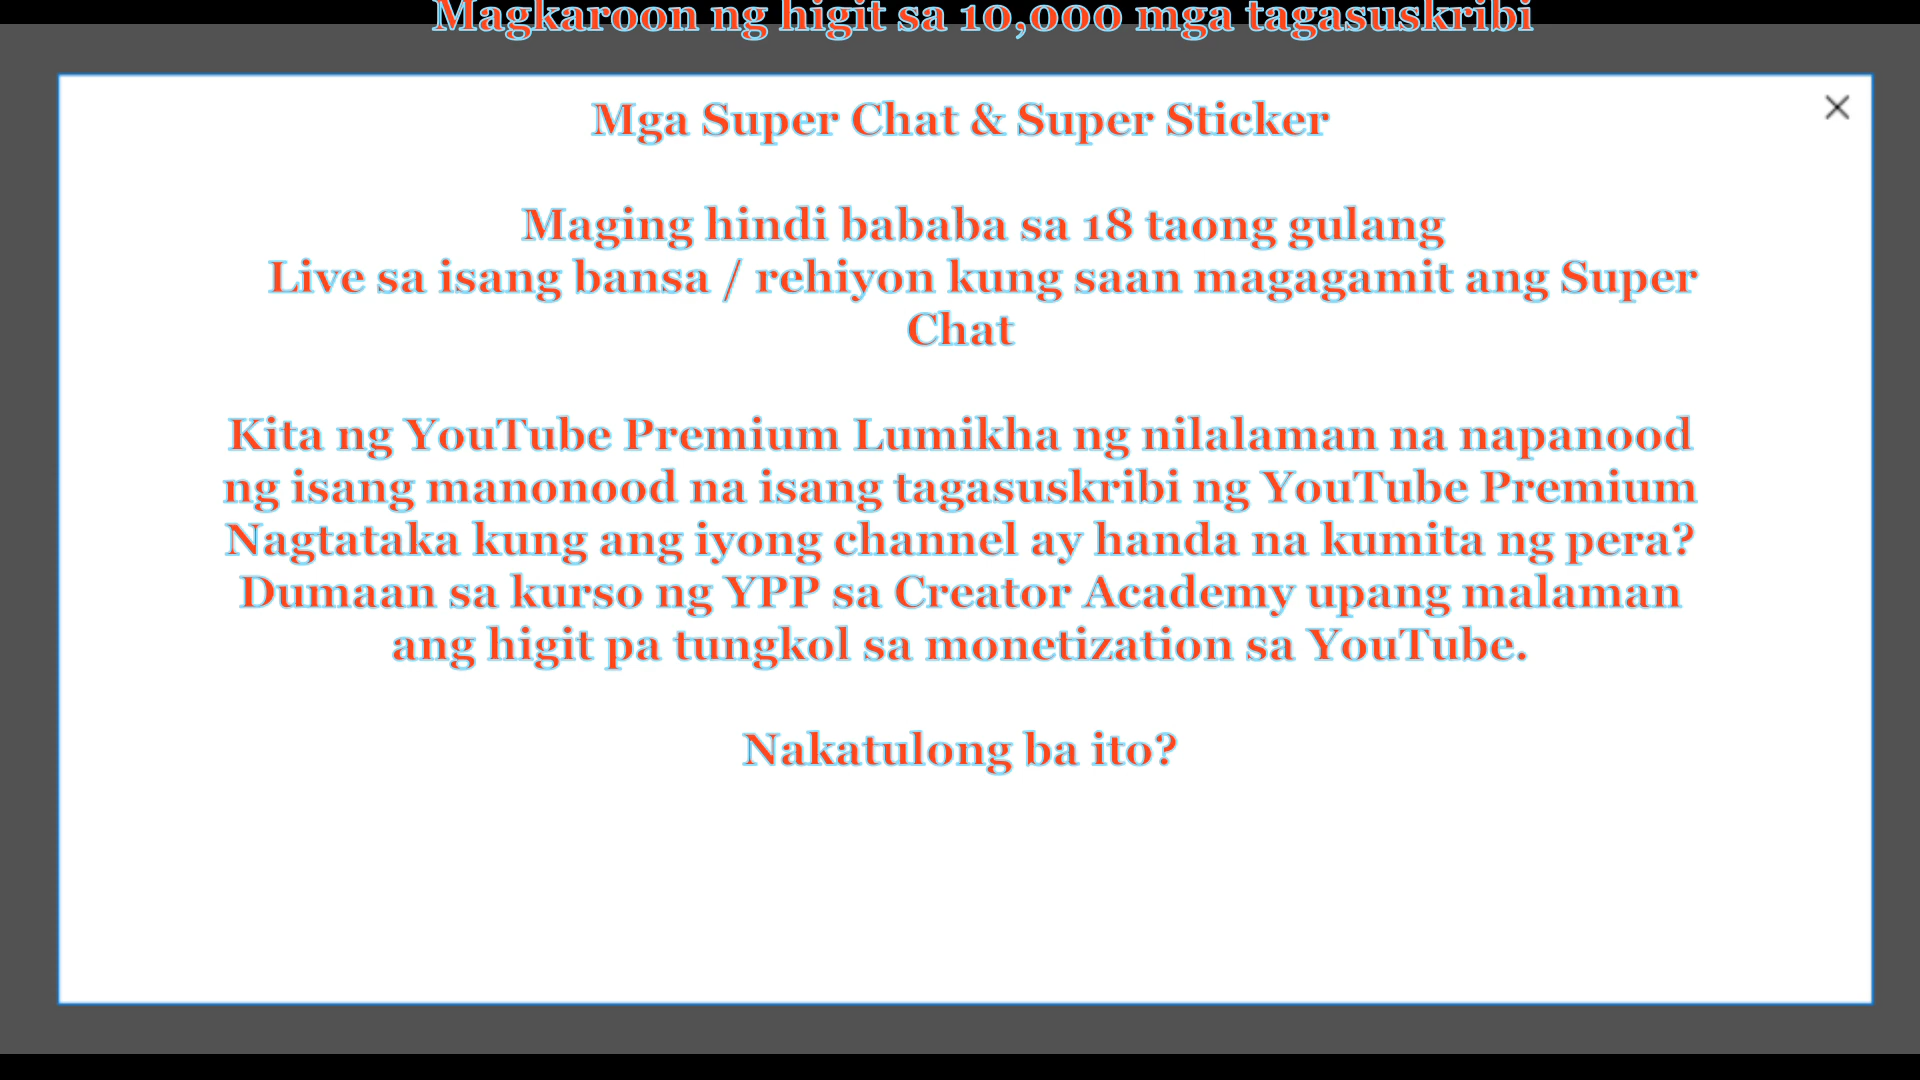 Magkaroon ng higit sa 10,000 mga tagasuskribi
Mga Super Chat & Super Sticker
Maging hindi bababa sa 18 taong gulang
Live sa isang bansa / rehiyon kung saan magagamit ang Super
Chat
Kita ng YouTube Premium Lumikha ng nilalaman na napanood
ng isang manonood na isang tagasuskribi ng YouTube Premium
Nagtataka kung ang iyong channel ay handa na kumita ng pera?
Dumaan sa kurso ng YPP sa Creator Academy upang malaman
ang higit pa tungkol sa monetization sa YouTube.
Nakatulong ba ito?